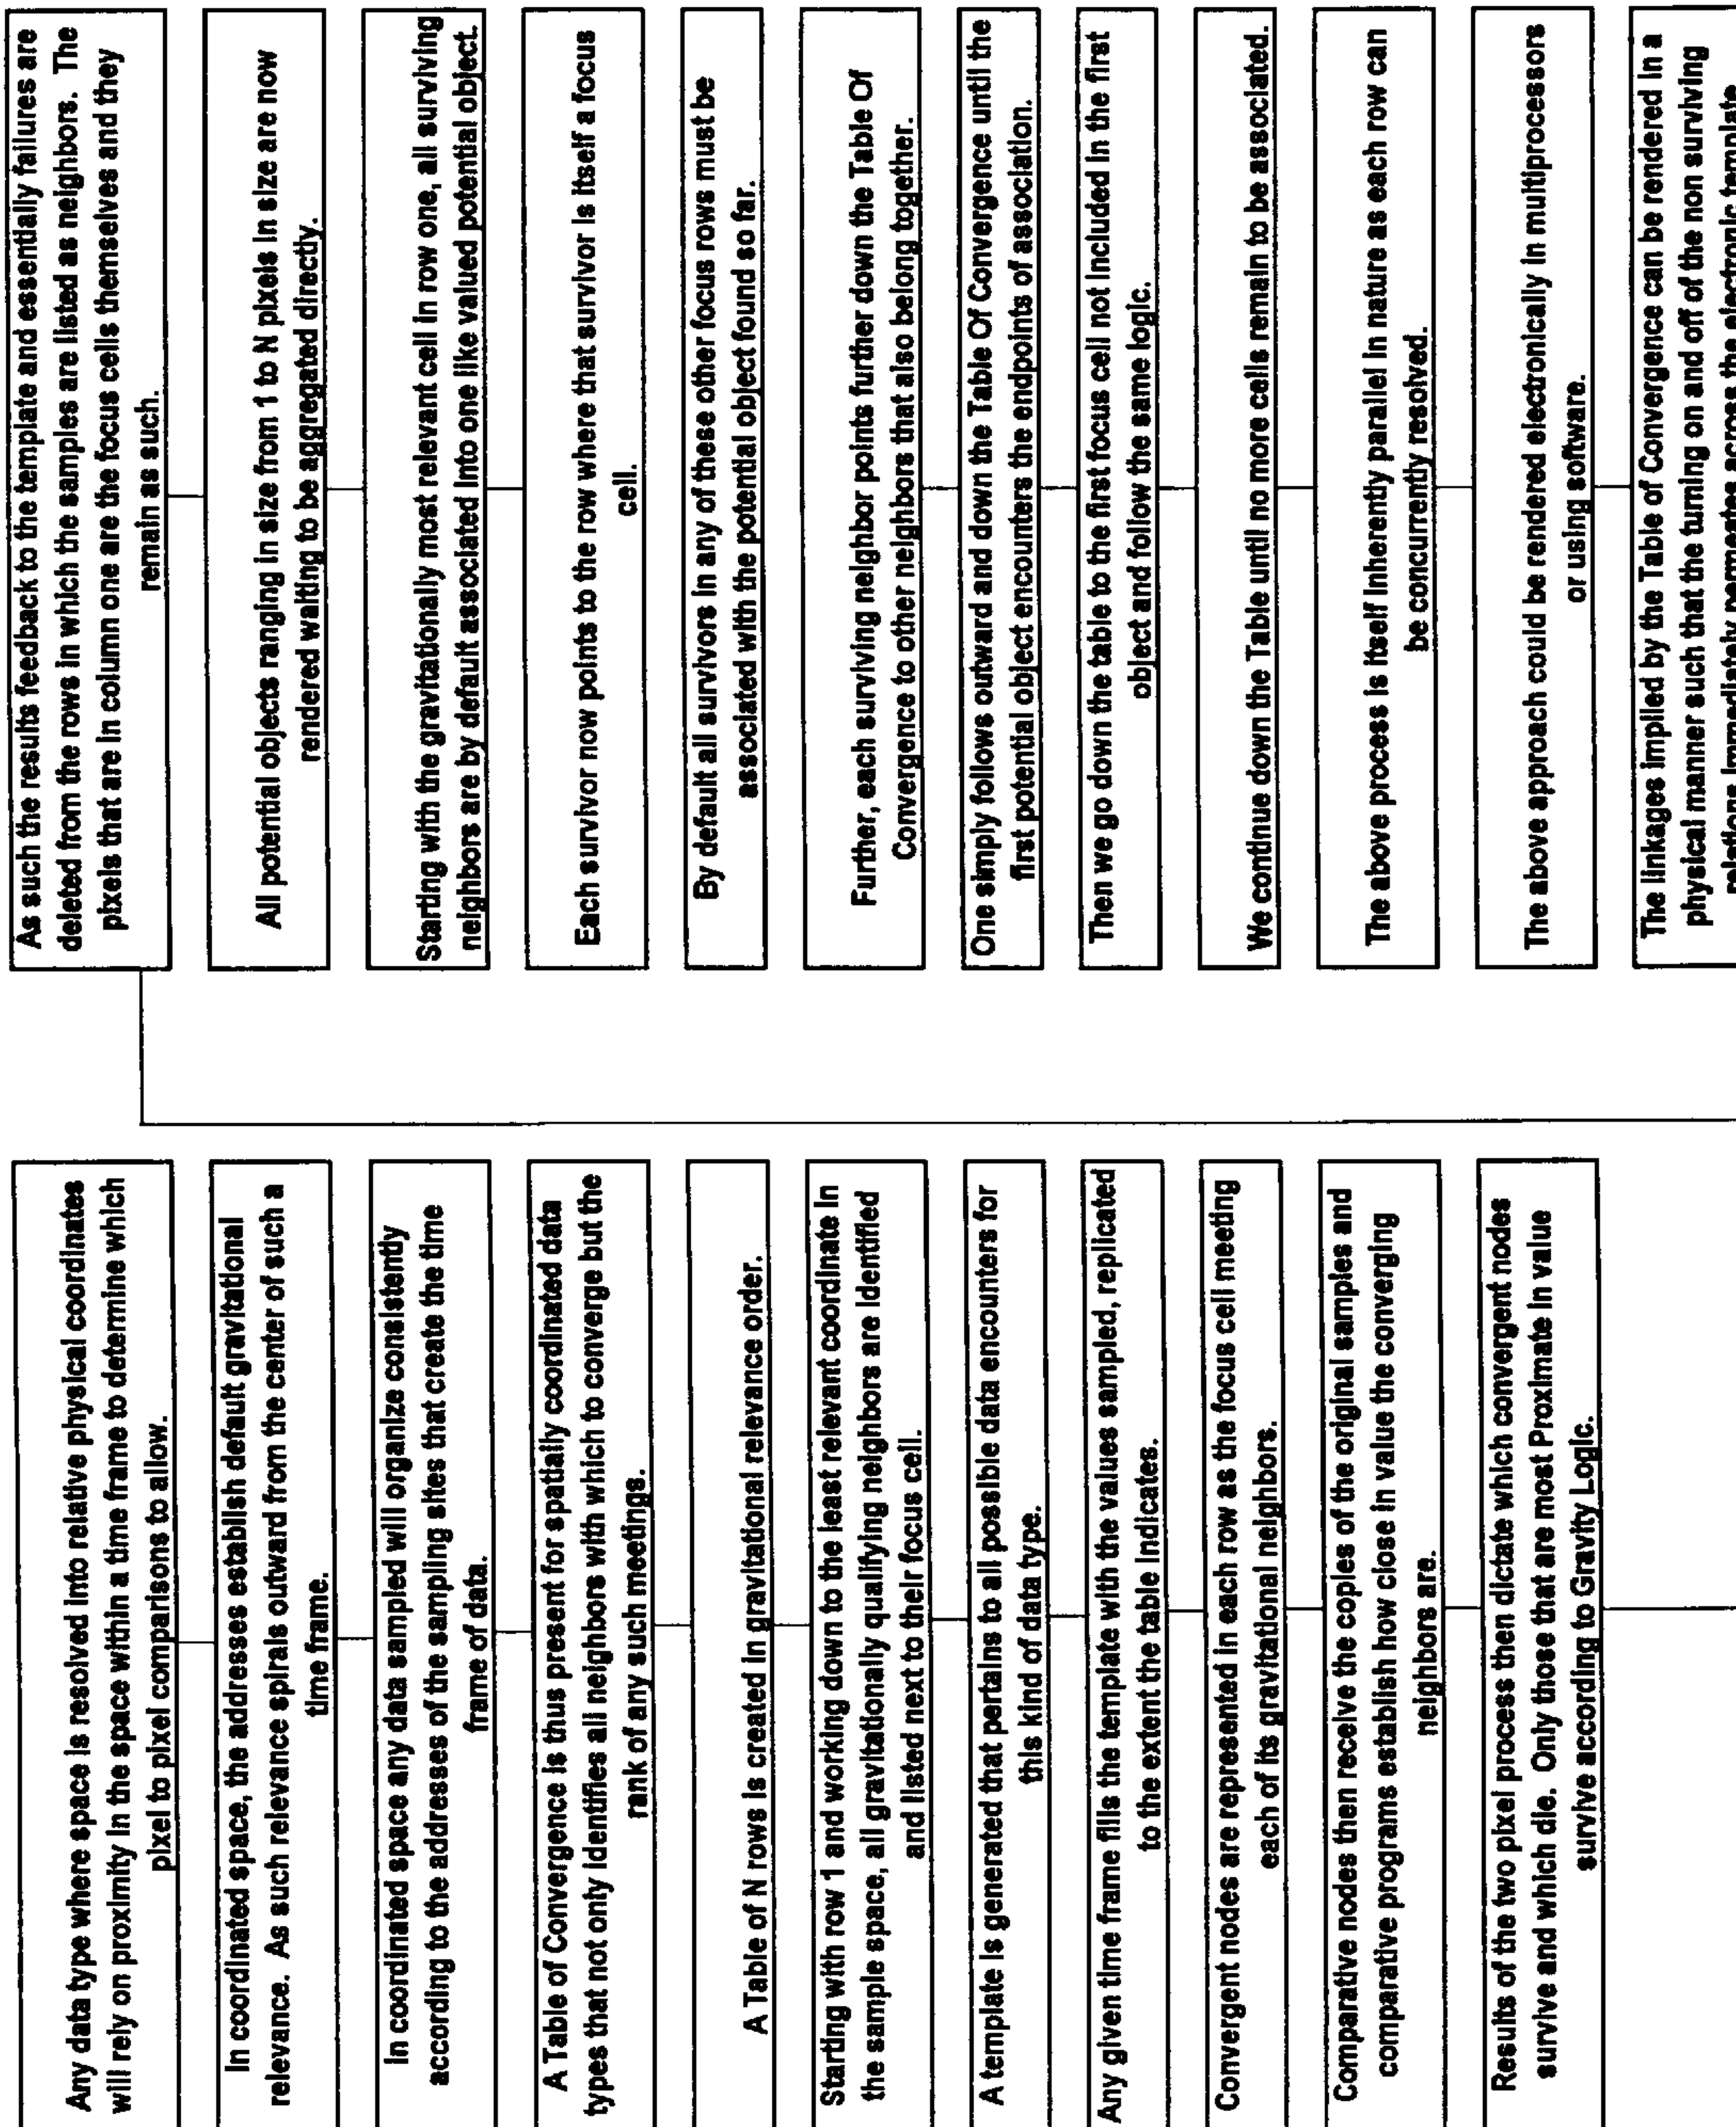 Any data type where space is resolved into relative physical coordinates
will rely on proximity in the space within a time frame to determine which
pixel to pixel comparisons to allow.
In coordinated space, the addresses establish default gravitational
relevance. As such relevance spirals outward from the center of such a
time frame.
In coordinated space any data sampled will organize consistently
according to the addresses of the sampling sites that create the time
frame of data.
A Table of Convergence is thus present for spatially coordinated data
types that not only identifies all neighbors with which to converge but the
rank of any such meetings.
A Table of N rows is created in gravitational relevance order.
Starting with row 1 and working down to the least relevant coordinate in
the sample space, all gravitationally qualifying neighbors are identified
and listed next to their focus cell.
A template is generated that pertains to all possible data encounters for
this kind of data type.
Any given time frame fills the template with the values sampled, replicated
to the extent the table indicates.
Convergent nodes are represented in each row as the focus cell meeting
each of its gravitational neighbors.
Comparative nodes then receive the copies of the original samples and
comparative programs establish how close in value the converging
neighbors are.
Results of the two pixel process then dictate which convergent nodes
survive and which die. Only those that are most Proximate in value
survive according to Gravity Logic.
As such the results feedback to the template and essentially failures are
deleted from the rows in which the samples are listed as neighbors. The
pixels that are in column one are the focus cells themselves and they
remain as such.
All potential objects ranging in size from 1 to N pixels in size are now
rendered waiting to be aggregated directly.
Starting with the gravitationally most relevant cell in row one, all surviving
neighbors are by default associated into one like valued potential object.
Each survivor now points to the row where that survivor is itself a focus
cell.
By default all survivors in any of these other focus rows must be
associated with the potential object found so far.
Further, each surviving neighbor points further down the Table Of
Convergence to other neighbors that also belong together.
One simply follows outward and down the Table Of Convergence until the
first potential object encounters the endpoints of association.
Then we go down the table to the first focus cell not included in the first
object and follow the same logic.
We continue down the Table until no more cells remain to be associated.
The above process is itself inherently parallel in nature as each row can
be concurrently resolved.
The above approach could be rendered electronically in multiprocessors
or using software.
The linkages implied by the Table of Convergence can be rendered in a
physical manner such that the turning on and off of the non surviving
relations immediately permeates across the electronic template